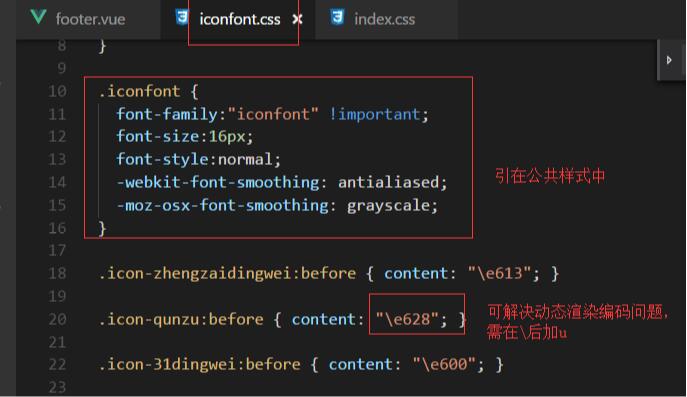 footer.vue iconfont.css × index.css
8 }
9
10 .iconfont {
11 font-family:"iconfont" !important;
12 font-size:16px;
13 font-style:normal;
14 -webkit-font-smoothing: antialiased;
15 -moz-osx-font-smoothing: grayscale;
16 }
引在公共样式中
17
18 .icon-zhengzaidingwei:before { content: "\e613"; }
19
可解决动态渲染编码问题，
20 .icon-qunzu:before { content: "\e628"; }
需在\后加u
21
22 .icon-31dingwei:before { content: "\e600"; }
23